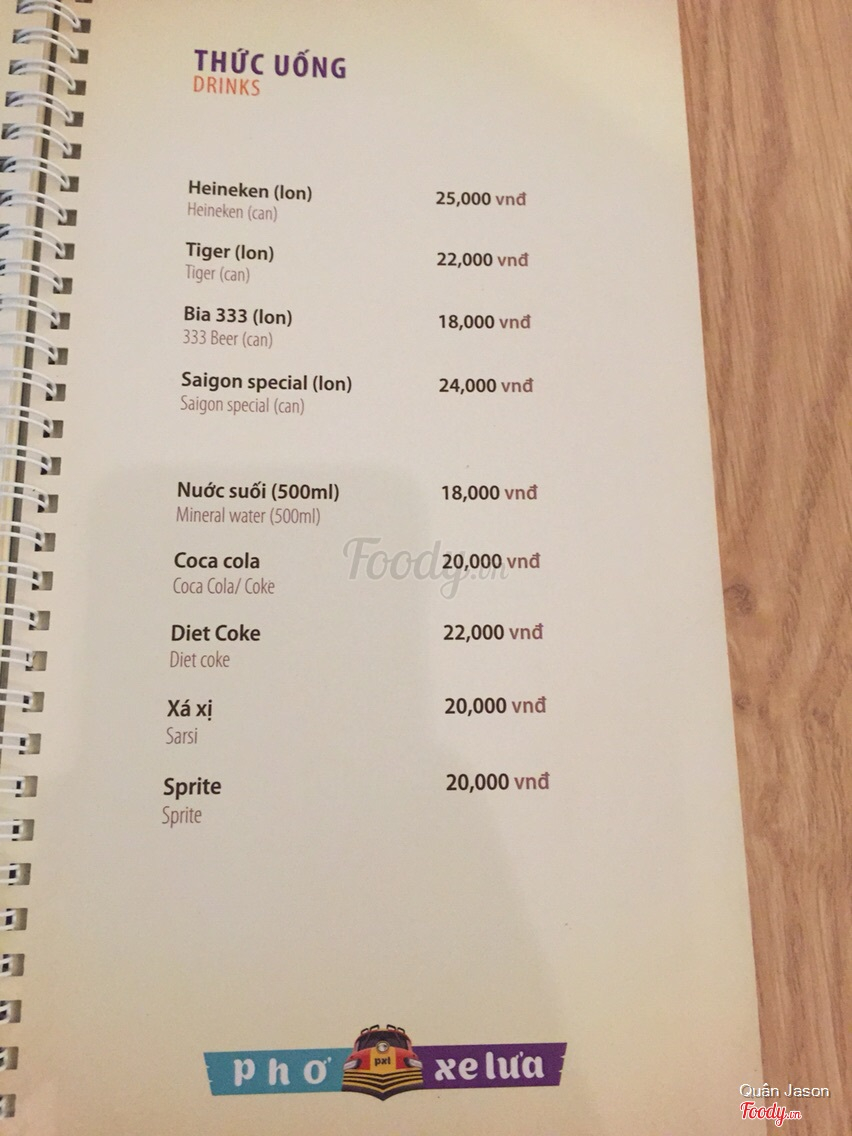 THỨC UỐNG
DRINKS
Heineken (lon) 25,000 vnđ
Heineken (can)
Tiger (lon) 22,000 vnđ
Tiger (can)
Bia 333 (lon) 18,000 vnđ
333 Beer (can)
Saigon special (lon) 24,000 vnđ
Saigon special (can)
Nuớc suối (500ml) 18,000 vnđ
Mineral water (500ml)
Coca cola 20,000 vnđ
Foody.vn
Coca Cola/ Coke
Diet Coke 22,000 vnđ
Diet coke
Xá xị 20,000 vnđ
Sarsi
Sprite 20,000 vnđ
Sprite
phở pxl xe lửa
Quân Jason
Foody.vn